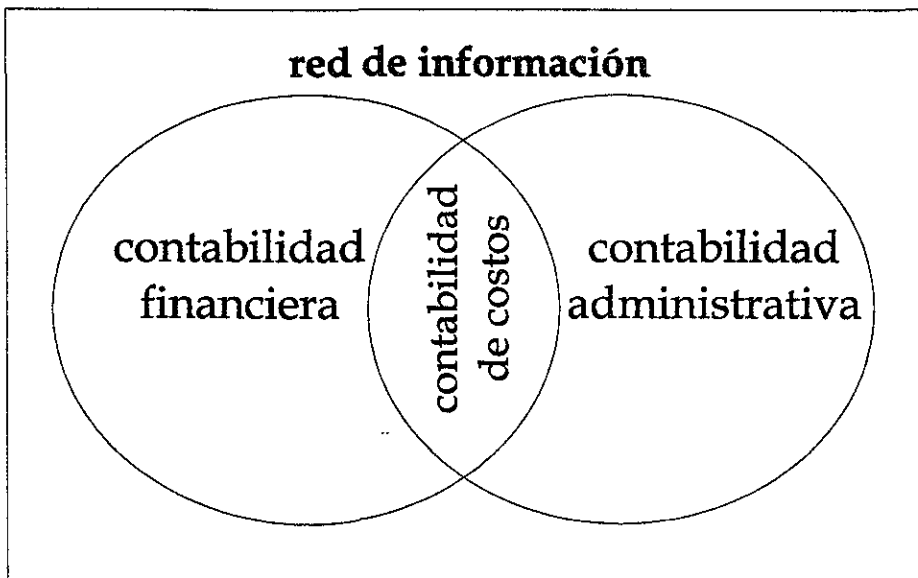 red de información
contabilidad
financiera
contabilidad
de costos
contabilidad
administrativa